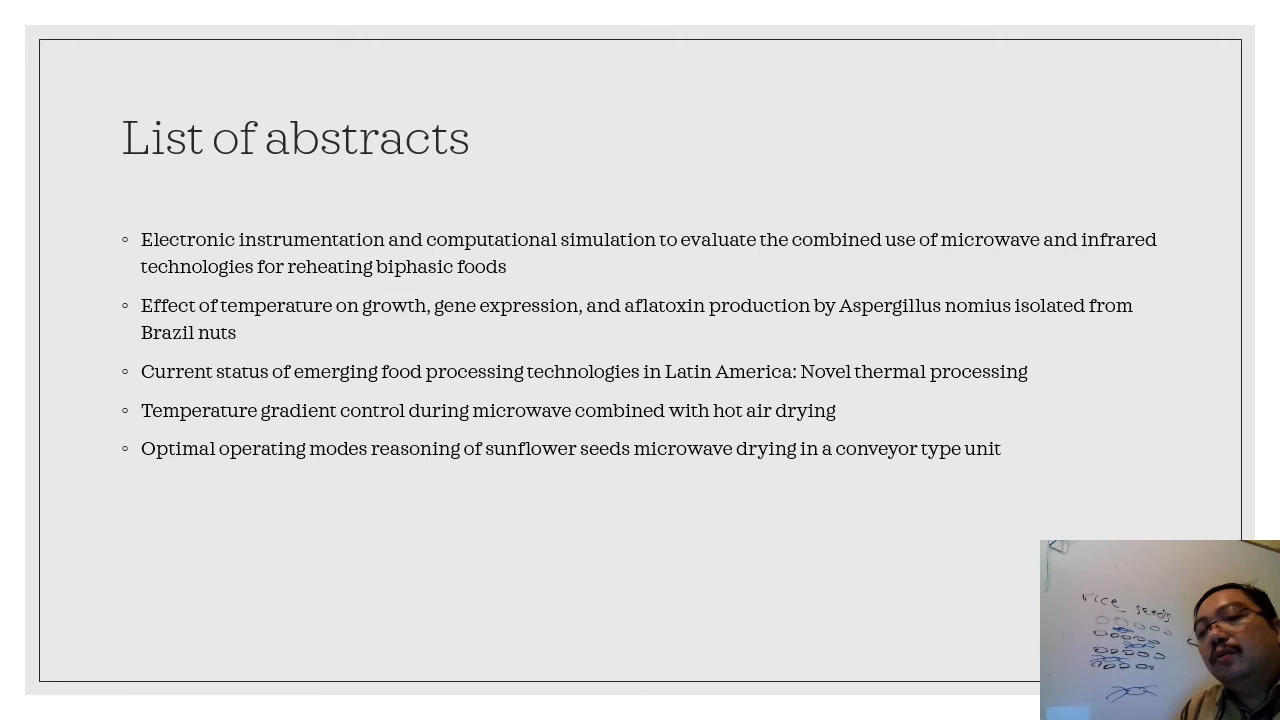 List of abstracts
Electronic instrumentation and computational simulation to evaluate the combined use of microwave and infrared
technologies for reheating biphasic foods
Effect of temperature on growth, gene expression, and aflatoxin production by Aspergillus nomius isolated from
Brazil nuts
Current status of emerging food processing technologies in Latin America: Novel thermal processing
Temperature gradient control during microwave combined with hot air drying
Optimal operating modes reasoning of sunflower seeds microwave drying in a conveyor type unit
rice seeds